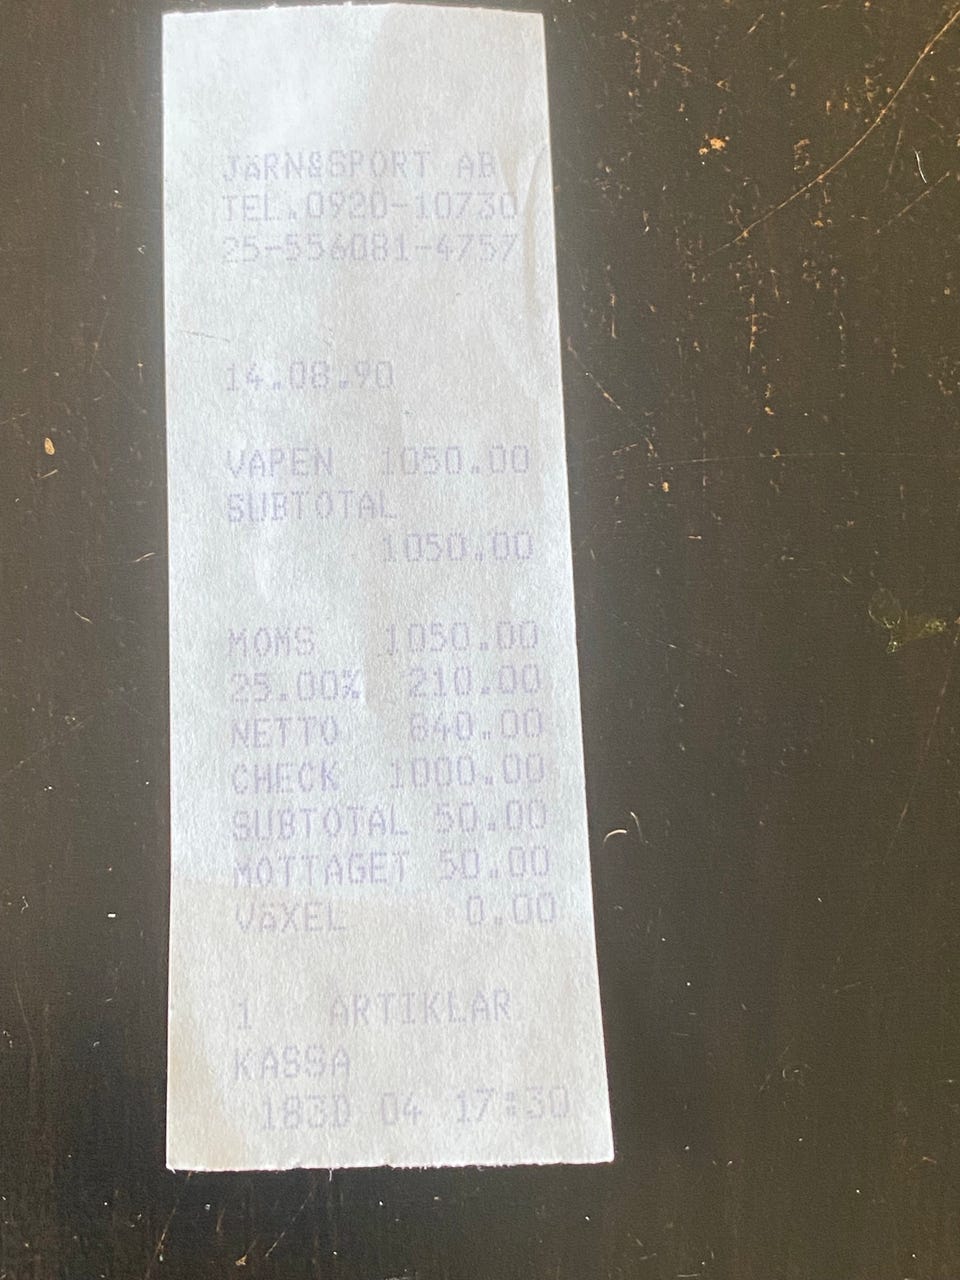 JÄRN&SPORT AB
TEL.0920-10730
25-556081-4757
14.08.90
VAPEN 1050.00
SUBTOTAL
1050.00
MOMS 1050.00
25.00% 210.00
NETTO 840.00
CHECK 1000.00
SUBTOTAL 50.00
MOTTAGET 50.00
VÄXEL 0.00
1 ARTIKLAR
KASSA
183D 04 17:30